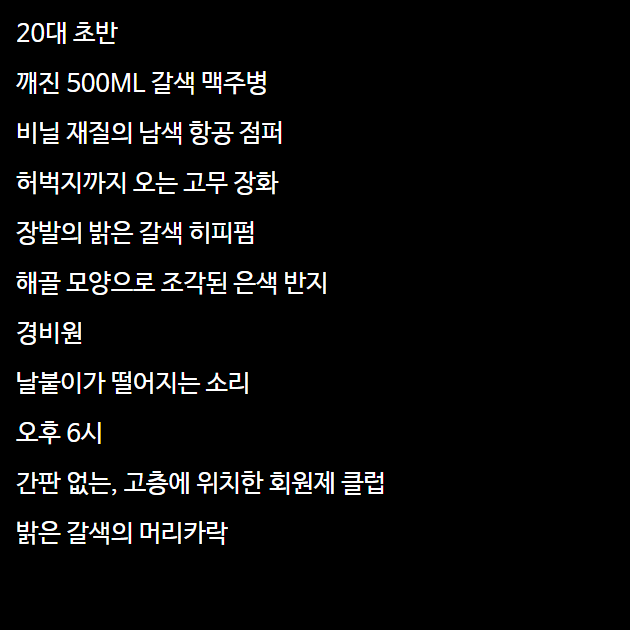 20대 초반
깨진 500ML 갈색 맥주병
비닐 재질의 남색 항공 점퍼
허벅지까지 오는 고무 장화
장발의 밝은 갈색 히피펌
해골 모양으로 조각된 은색 반지
경비원
날붙이가 떨어지는 소리
오후 6시
간판 없는, 고층에 위치한 회원제 클럽
밝은 갈색의 머리카락